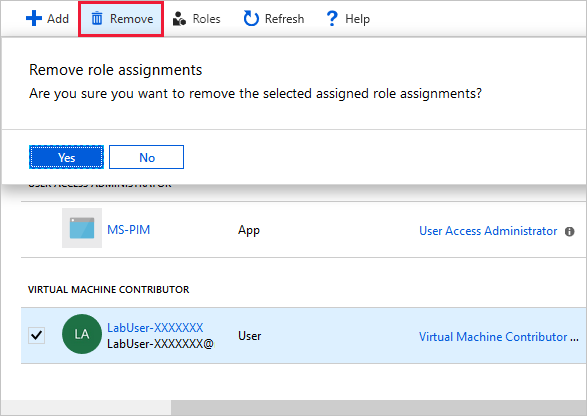 Add Remove Roles Refresh Help
Remove role assignments
Are you sure you want to remove the selected assigned role assignments?
Yes No
USER ACCESS ADMINISTRATOR
MS-PIM App User Access Administrator
VIRTUAL MACHINE CONTRIBUTOR
LA LabUser-XXXXXXX User Virtual Machine Contributor ...
LabUser-XXXXXXX@